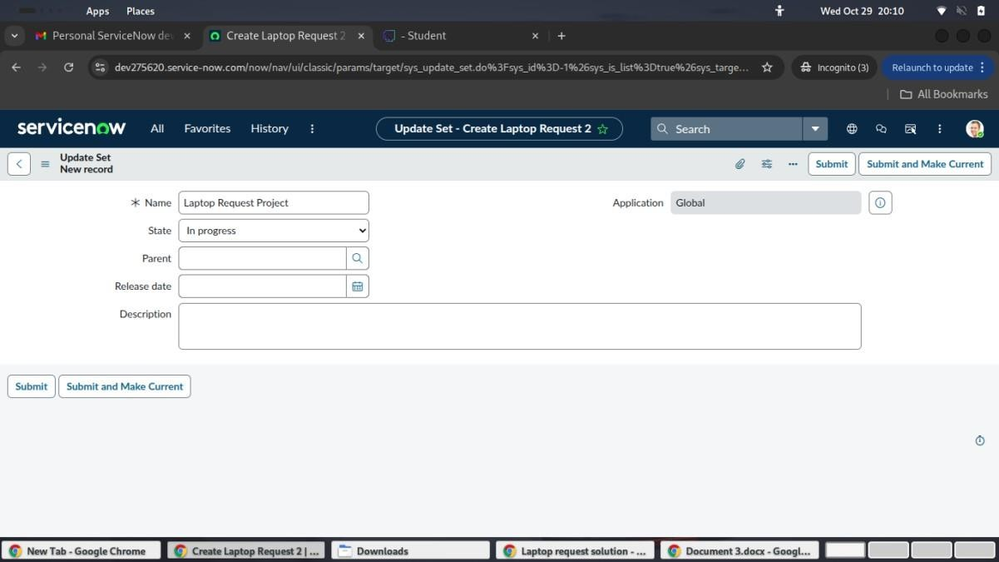 Apps Places Wed Oct 29 20:10
Personal ServiceNow dev Create Laptop Request 2 - Student
dev275620.service-now.com/now/nav/ui/classic/params/target/sys_update_set.do%3Fsys_id%3D-1%26sys_is_list%3Dtrue%26sys_targe... Incognito (3) Relaunch to update
All Bookmarks
servicenow All Favorites History Update Set - Create Laptop Request 2 Search
Update Set
New record
Submit Submit and Make Current
Name Laptop Request Project Application Global
State In progress
Parent
Release date
Description
Submit Submit and Make Current
New Tab - Google Chrome Create Laptop Request 2 | ... Downloads Laptop request solution - ... Document 3.docx - Googl...